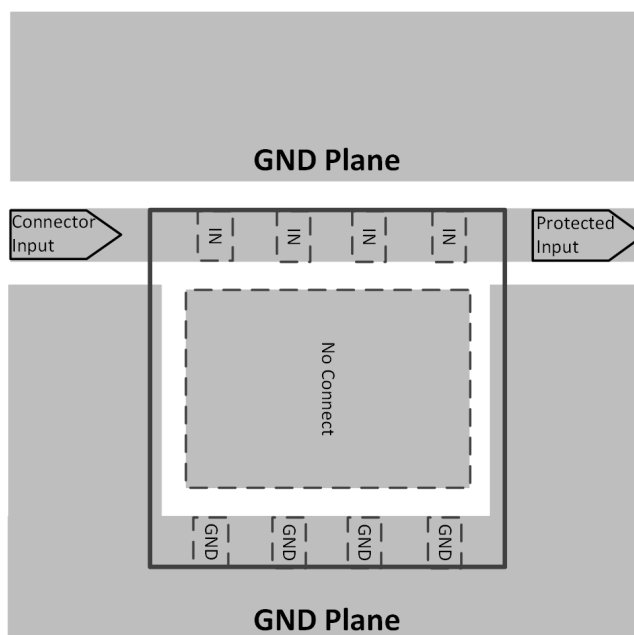 GND Plane
Connector
Input
IN
IN
IN
IN
Protected
Input
No Connect
GND
GND
GND
GND
GND Plane